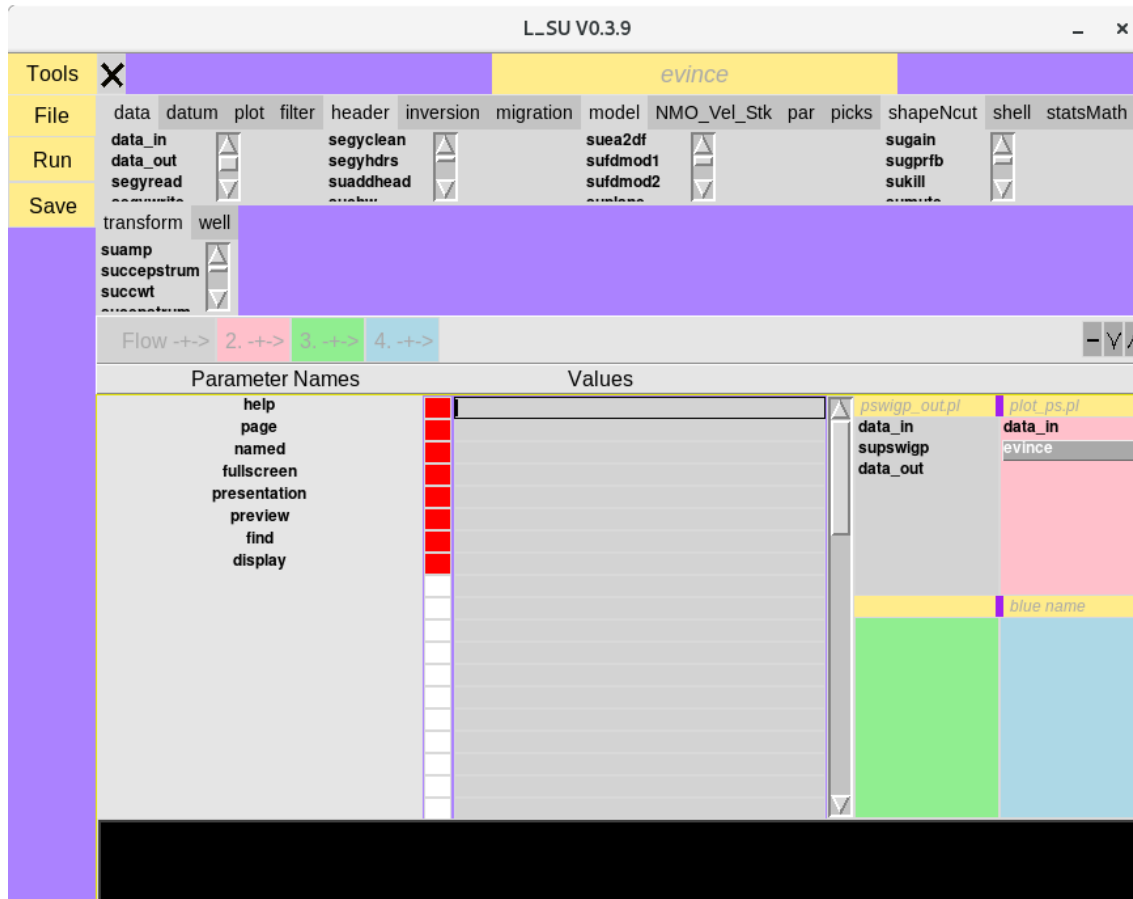 L_SU V0.3.9
Tools
evince
File
data datum plot filter header inversion migration model NMO_Vel_Stk par picks shapeNcut shell statsMath
Run
Save
data_in
data_out
segyread
segyclean
segyhdrs
suaddhead
suea2df
sufdmod1
sufdmod2
sugain
sugprfb
sukill
transform well
suamp
succepstrum
succwt
Flow -+-> 2. -+-> 3. -+-> 4. -+->
Parameter Names Values
help
page
named
fullscreen
presentation
preview
find
display
pswigp_out.pl
data_in
supswigp
data_out
plot_ps.pl
data_in
evince
blue name